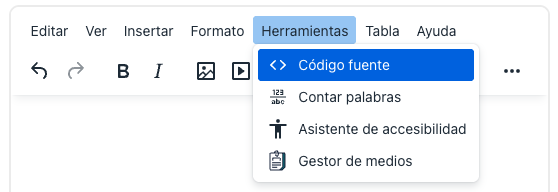 Editar Ver Insertar Formato Herramientas Tabla Ayuda
B I
Código fuente
123
abc Contar palabras
Asistente de accesibilidad
Gestor de medios